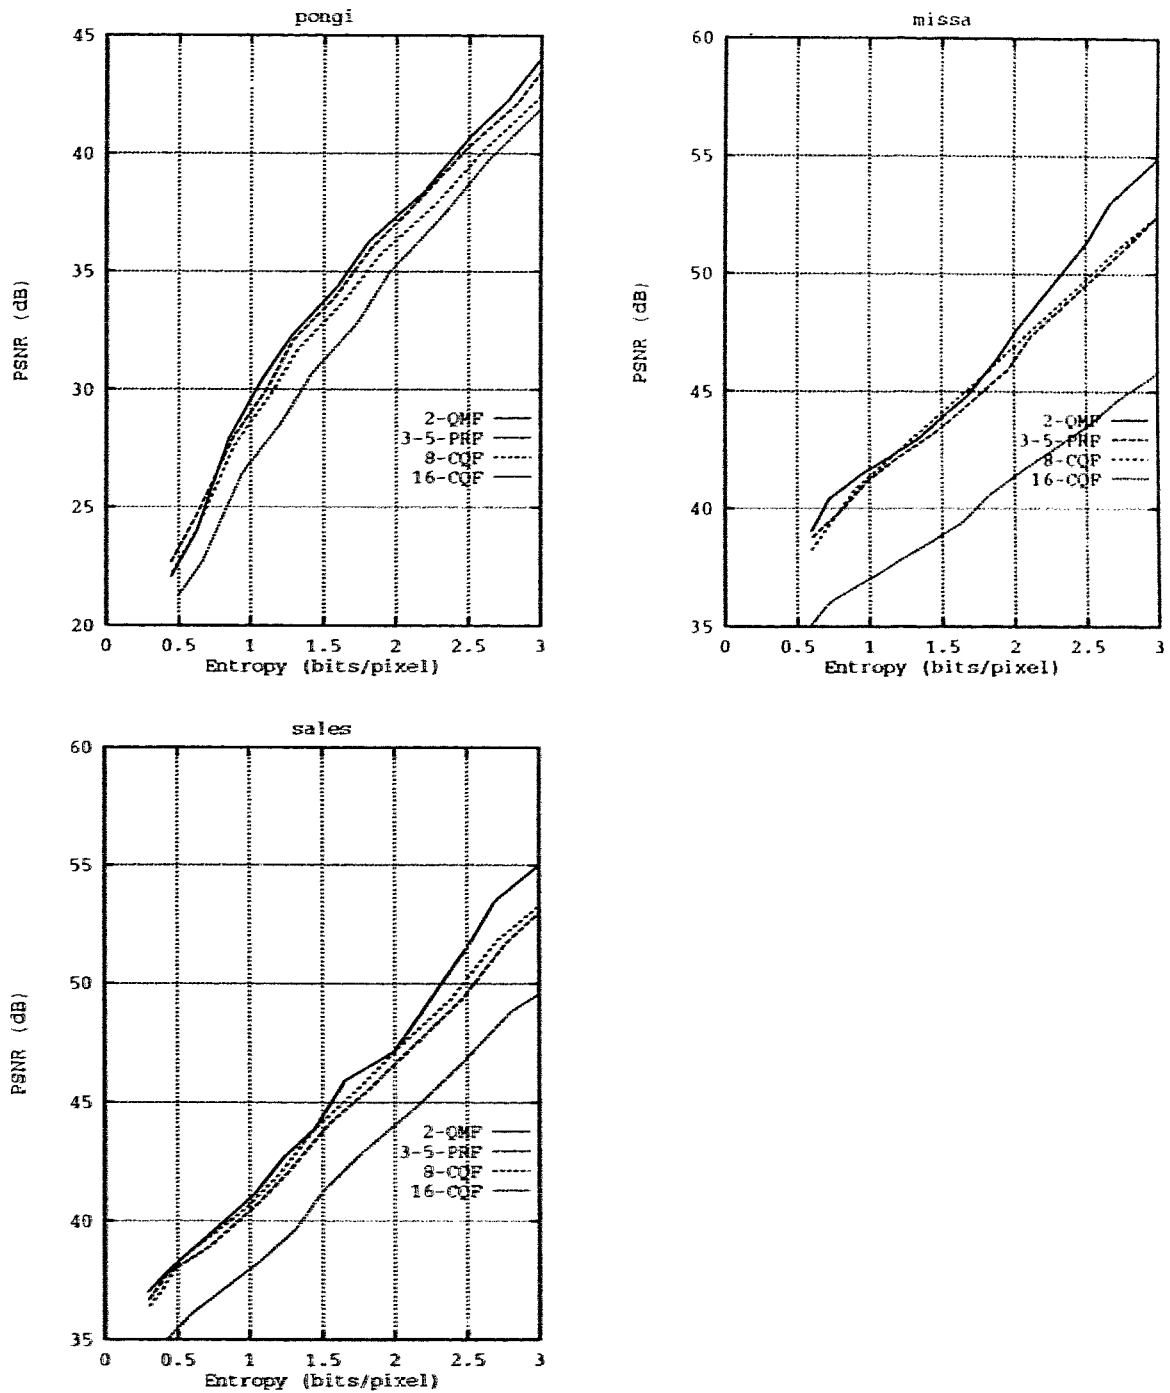 pongi
45
40
35
30
25
20
PSNR (dB)
2-QMF
3-5-PRF
8-CQF
16-CQF
0 0.5 1 1.5 2 2.5 3
Entropy (bits/pixel)
missa
60
55
50
45
40
35
PSNR (dB)
2-QMF
3-5-PRF
8-CQF
16-CQF
0 0.5 1 1.5 2 2.5 3
Entropy (bits/pixel)
sales
60
55
50
45
40
35
PSNR (dB)
2-QMF
3-5-PRF
8-CQF
16-CQF
0 0.5 1 1.5 2 2.5 3
Entropy (bits/pixel)